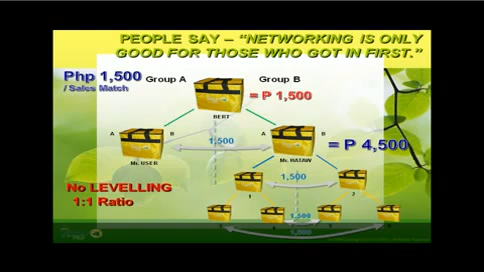 PEOPLE SAY – “NETWORKING IS ONLY
GOOD FOR THOSE WHO GOT IN FIRST.”
Php 1,500
/ Sales Match
Group A
Group B
= ₱ 1,500
BERT
A
B
A
B
1,500
= ₱ 4,500
Mr. USER
Mr. HATAW
No LEVELLING
1:1 Ratio
1,500
1
2
1,500
1,500